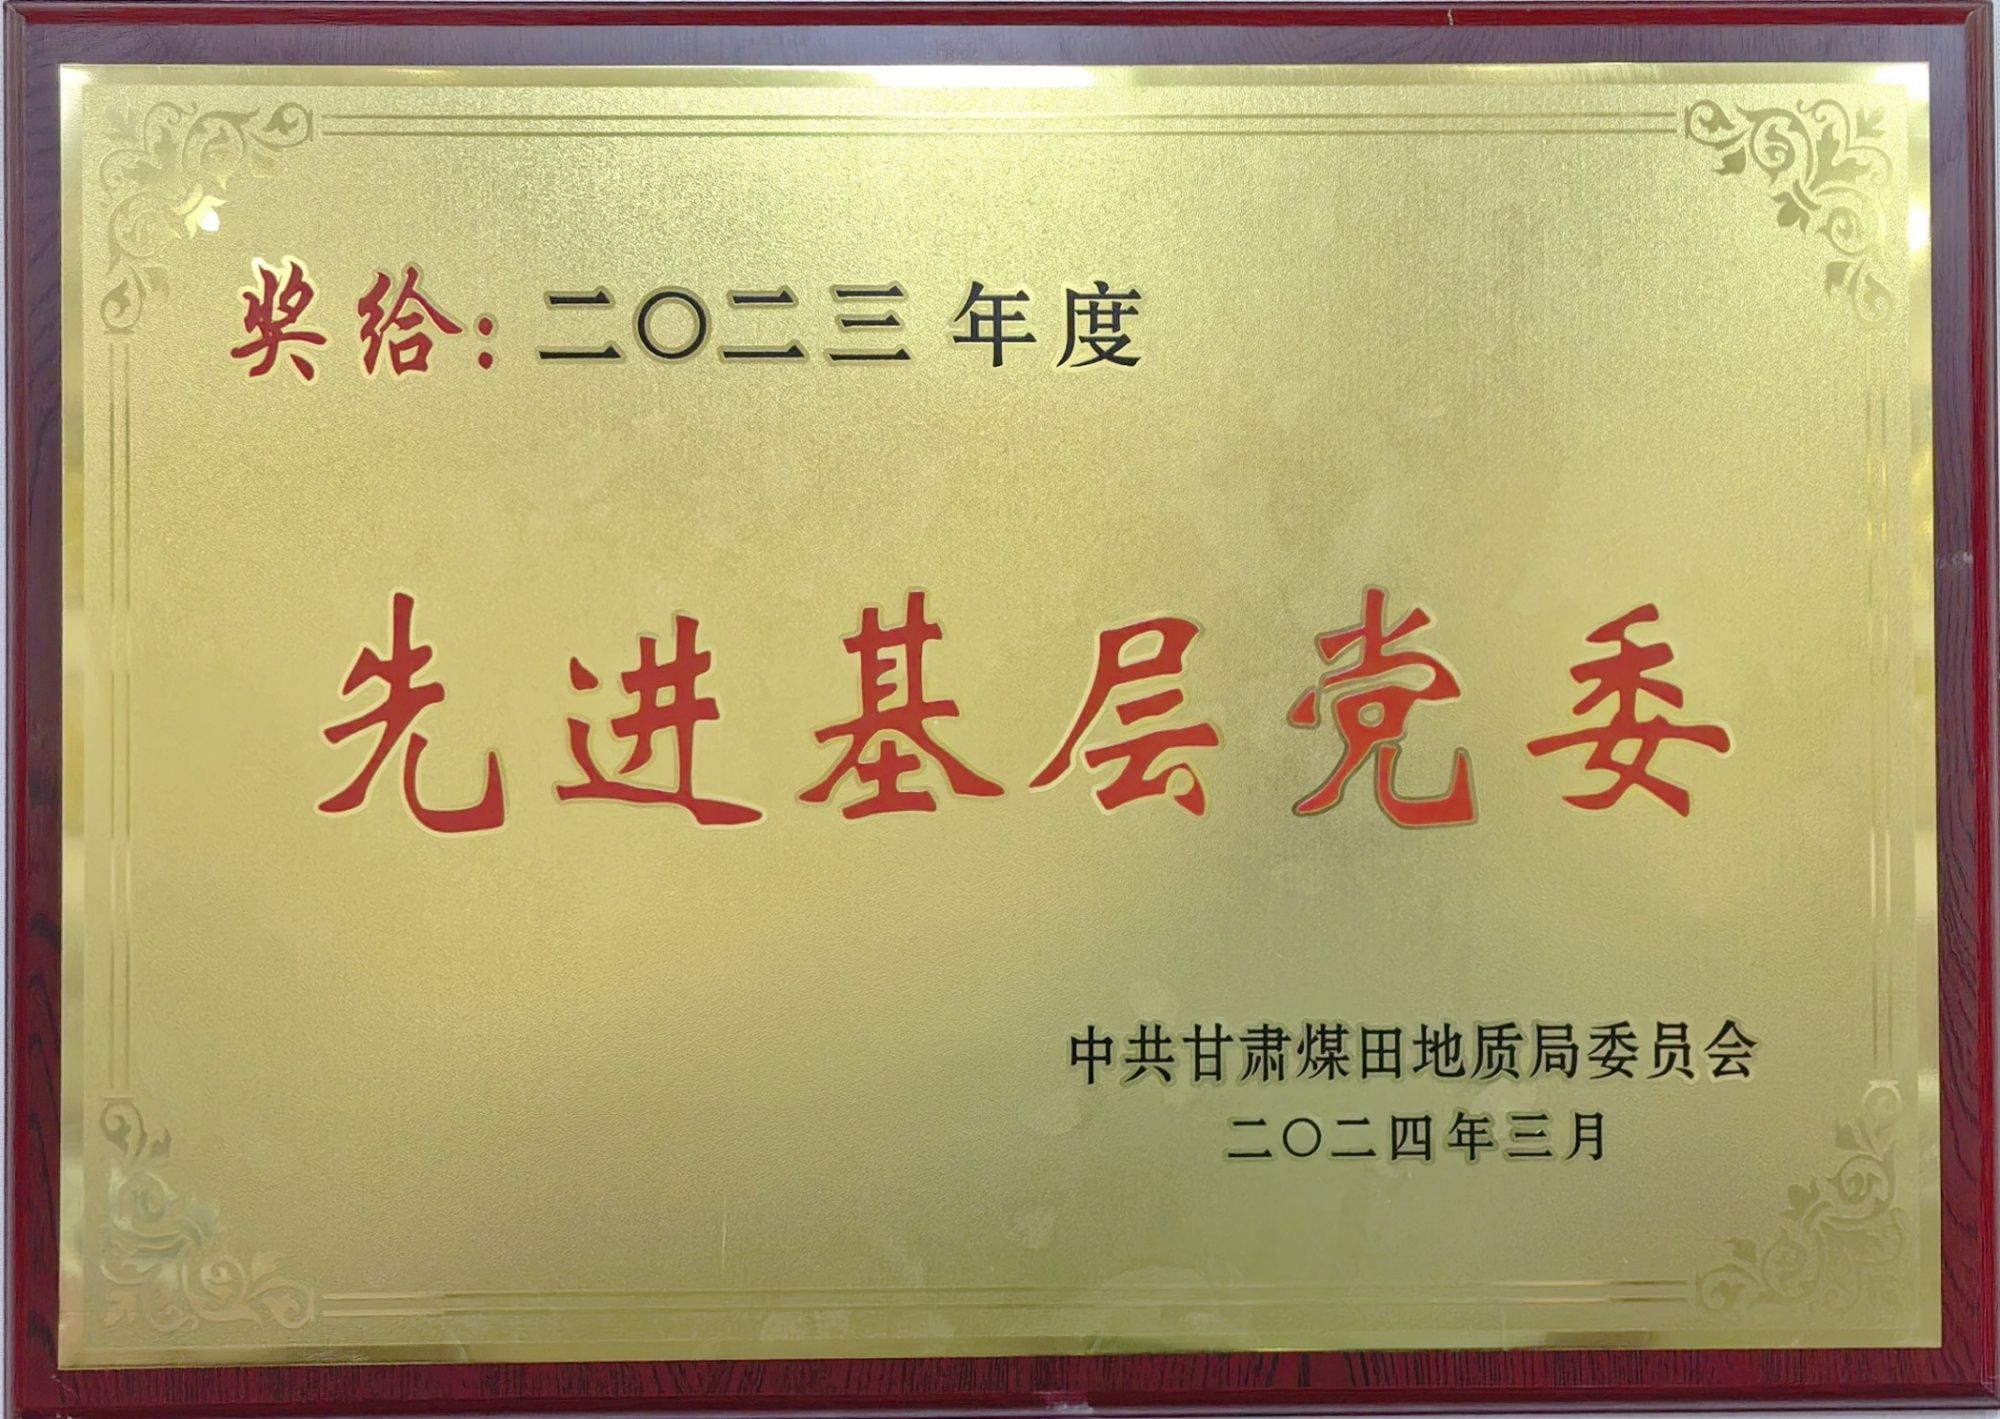 奖给：二〇二三年度
先进基层党委
中共甘肃煤田地质局委员会
二〇二四年三月